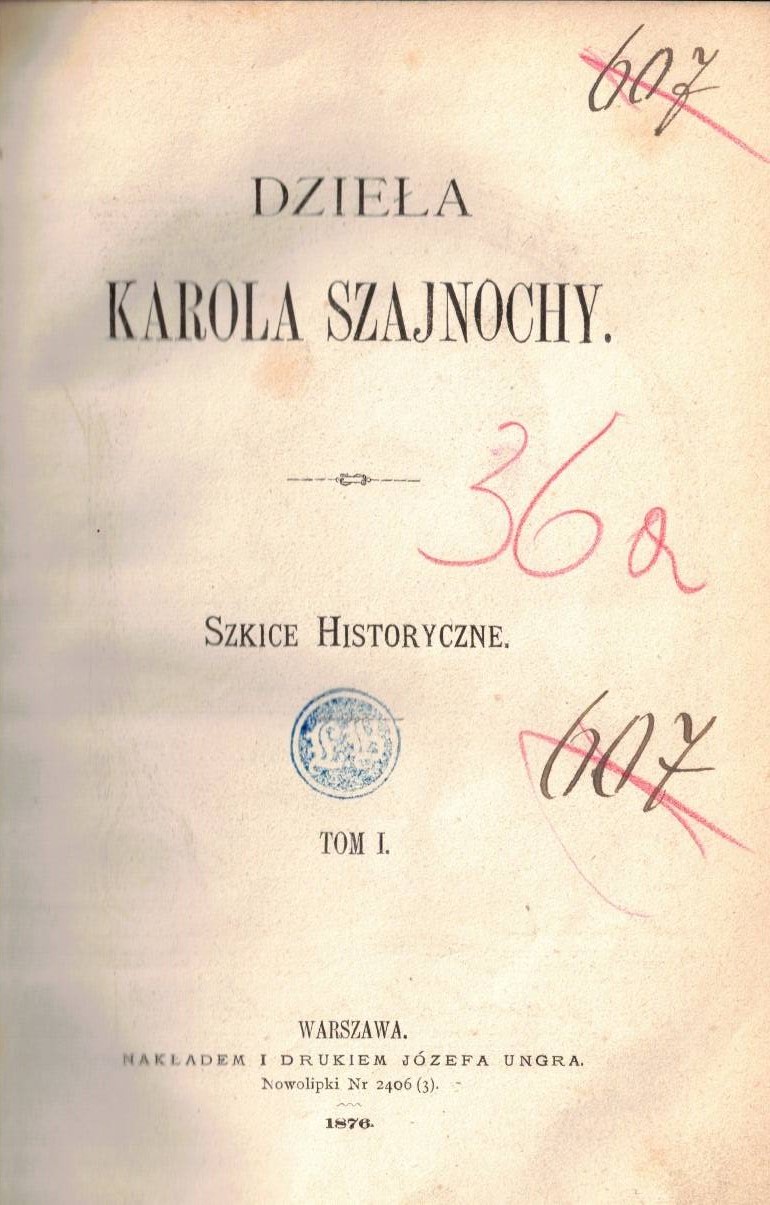 607
DZIEŁA
KAROLA SZAJNOCHY.
36a
SZKICE HISTORYCZNE.
607
TOM I.
WARSZAWA.
NAKŁADEM I DRUKIEM JÓZEFA UNGRA.
Nowolipki Nr 2406 (3).
1876.